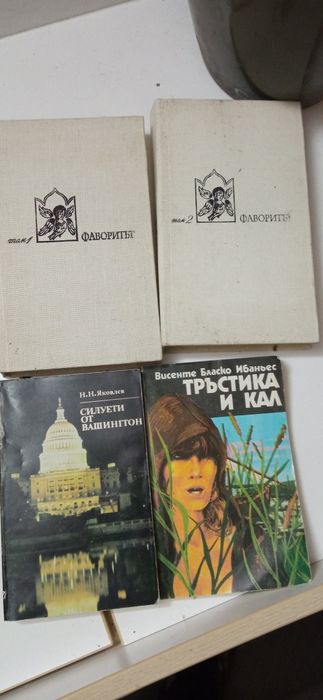 том 1
ФАВОРИТЪТ
том 2
ФАВОРИТЪТ
Н. Н. Яковлев
СИЛУЕТИ
ОТ
ВАШИНГТОН
Висенте Бласко Ибаньес
ТРЪСТИКА
И КАЛ